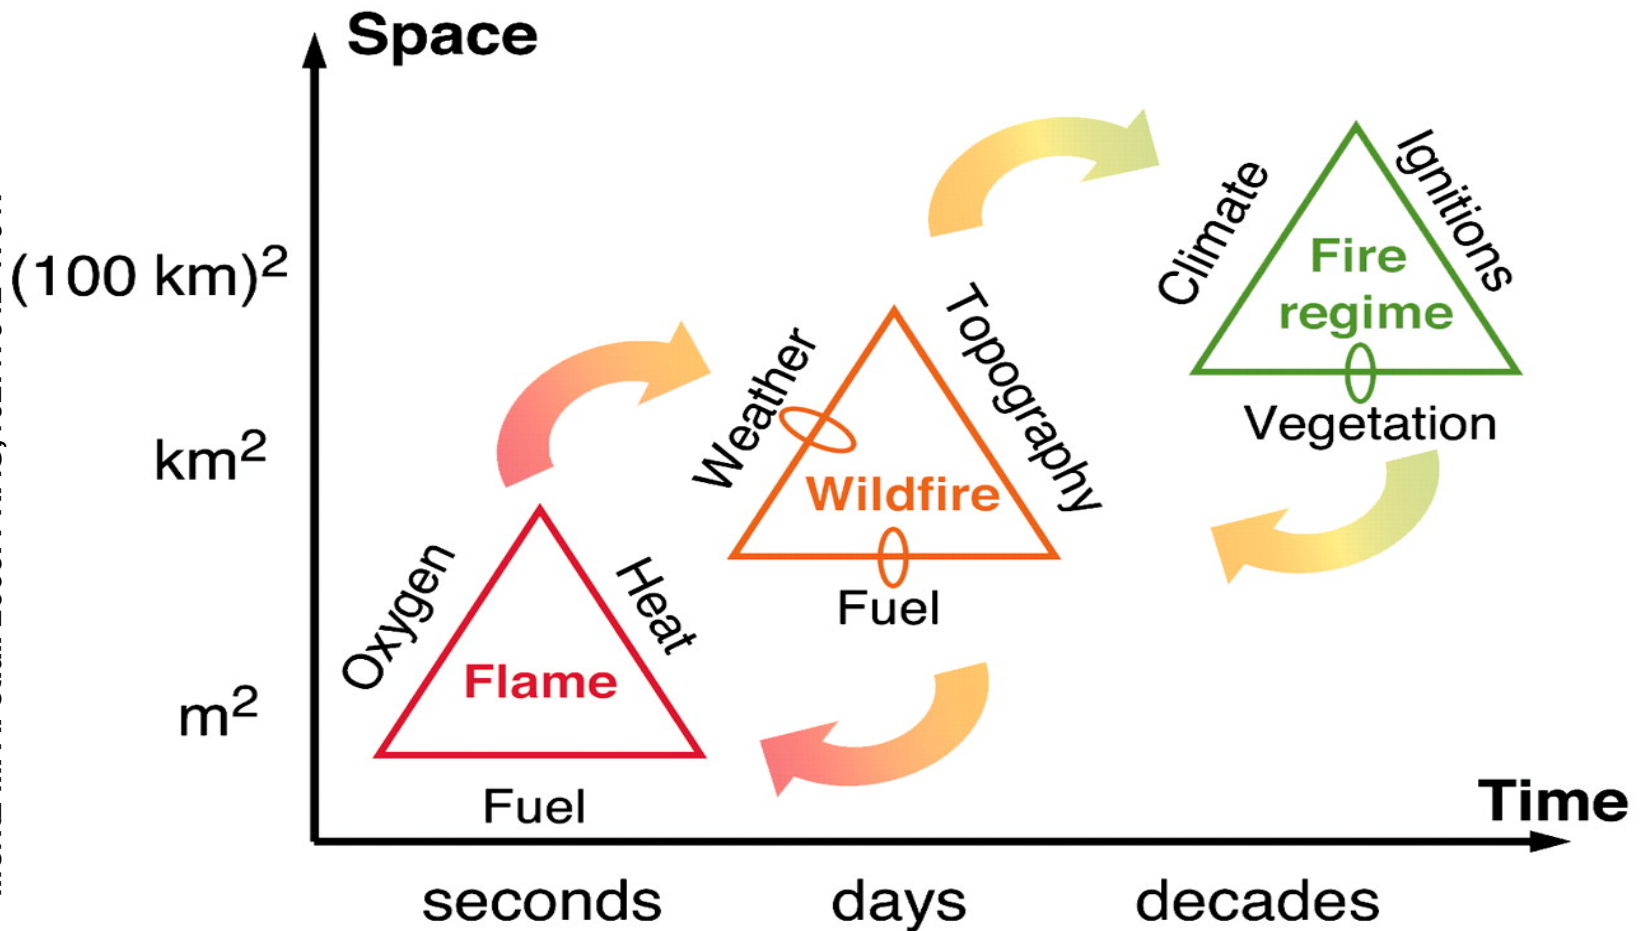 Space
(100 km)²
km²
m²
Climate
Ignitions
Fire
regime
Vegetation
Weather
Topography
Wildfire
Fuel
Oxygen
Heat
Flame
Fuel
Time
seconds
days
decades